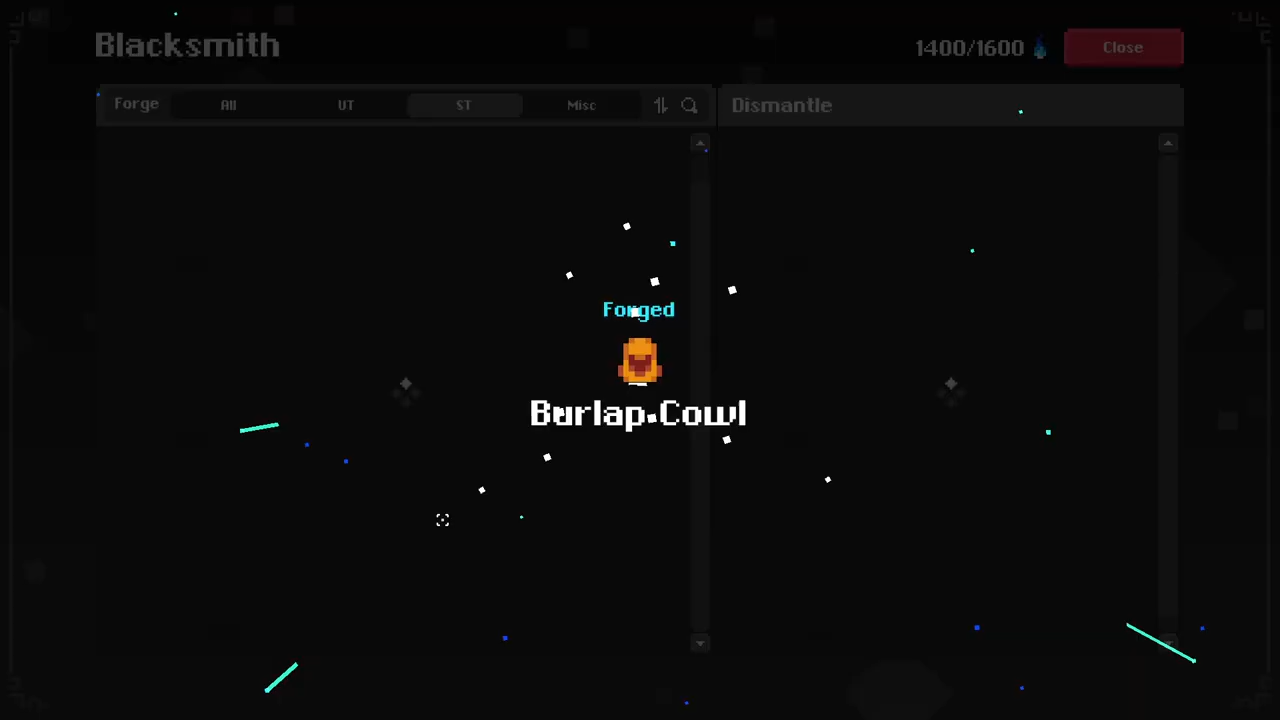 Blacksmith
1400/1600
Close
Forge
All
UT
ST
Misc
Dismantle
Forged
Burlap Cowl